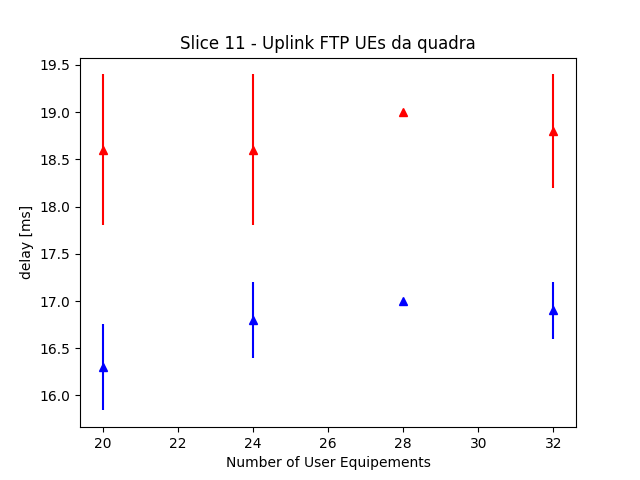 Slice 11 - Uplink FTP UEs da quadra
19.5
19.0
18.5
18.0
17.5
17.0
16.5
16.0
delay [ms]
20 22 24 26 28 30 32
Number of User Equipements